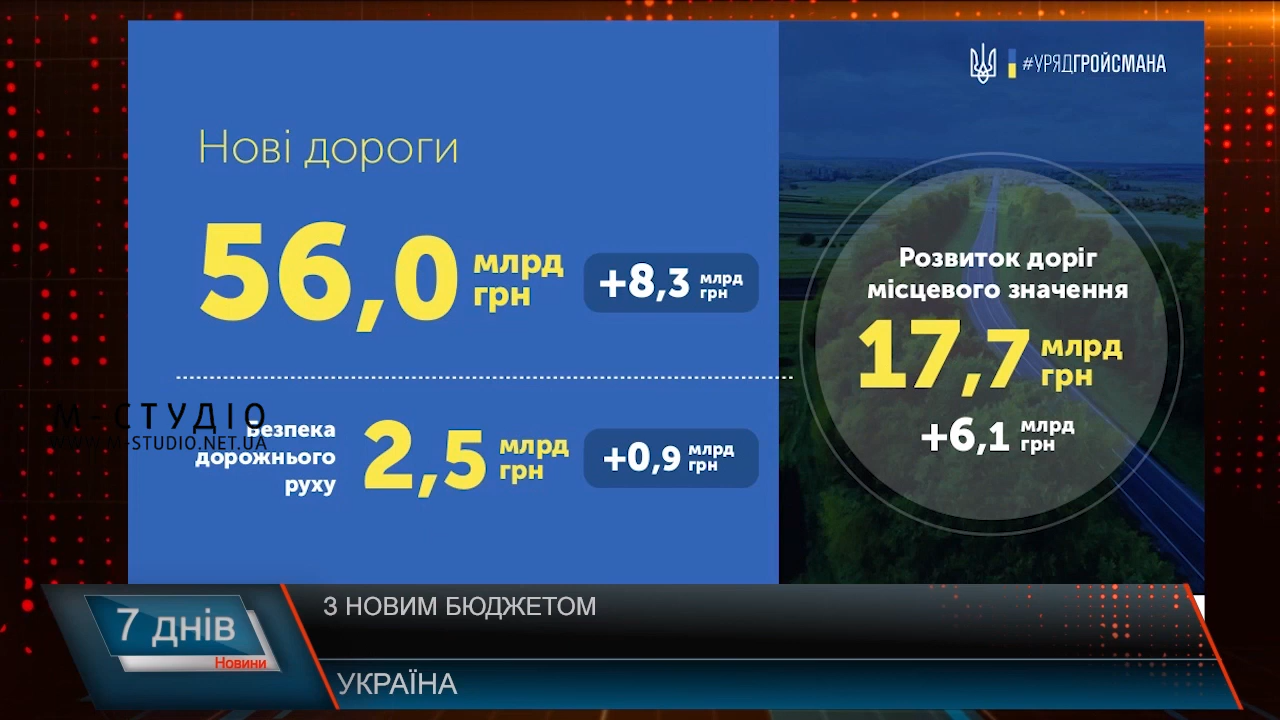 #УРЯДГРОЙСМАНА
Нові дороги
56,0 млрд грн
+8,3 млрд грн
Безпека
дорожнього
руху
2,5 млрд грн
+0,9 млрд грн
Розвиток доріг
місцевого значення
17,7 млрд грн
+6,1 млрд грн
М-СТУДІО
WWW.M-STUDIO.NET.UA
7 днів
Новини
З НОВИМ БЮДЖЕТОМ
УКРАЇНА